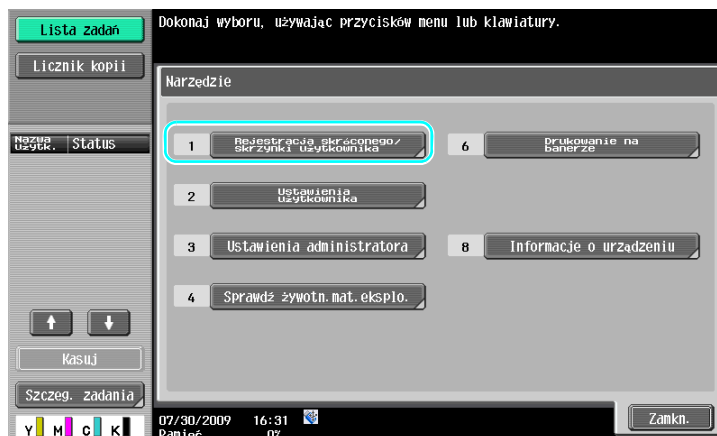 Lista zadań
Dokonaj wyboru, używając przycisków menu lub klawiatury.
Licznik kopii
Narzędzie
Nazwa użytk.
Status
1 Rejestracja skróconego/
skrzynki użytkownika
6 Drukowanie na
banerze
2 Ustawienia
użytkownika
3 Ustawienia administratora
8 Informacje o urządzeniu
4 Sprawdź żywotn.mat.eksplo.
Kasuj
Szczeg. zadania
Zamkn.
07/30/2009 16:31
Y M C K
Pamięć 0%